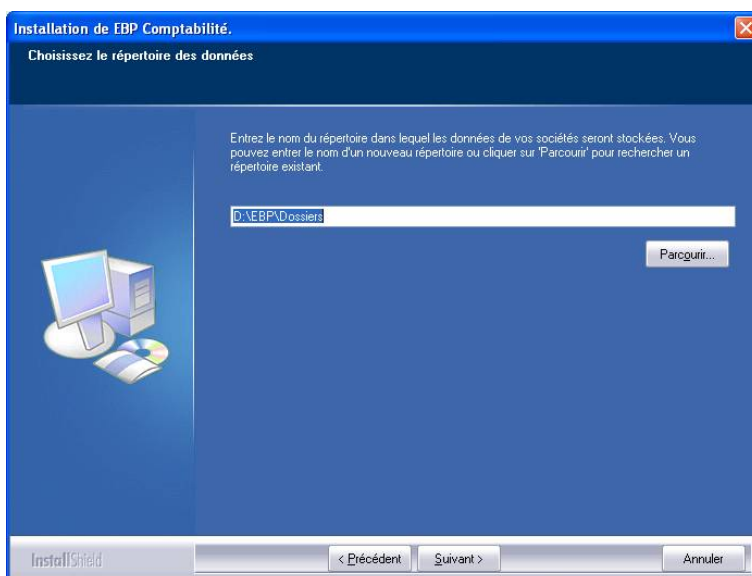 Installation de EBP Comptabilité.
Choisissez le répertoire des données
Entrez le nom du répertoire dans lequel les données de vos sociétés seront stockées. Vous
pouvez entrer le nom d'un nouveau répertoire ou cliquer sur 'Parcourir' pour rechercher un
répertoire existant.
D:\EBP\Dossiers
Parcourir...
InstallShield
< Précédent
Suivant >
Annuler